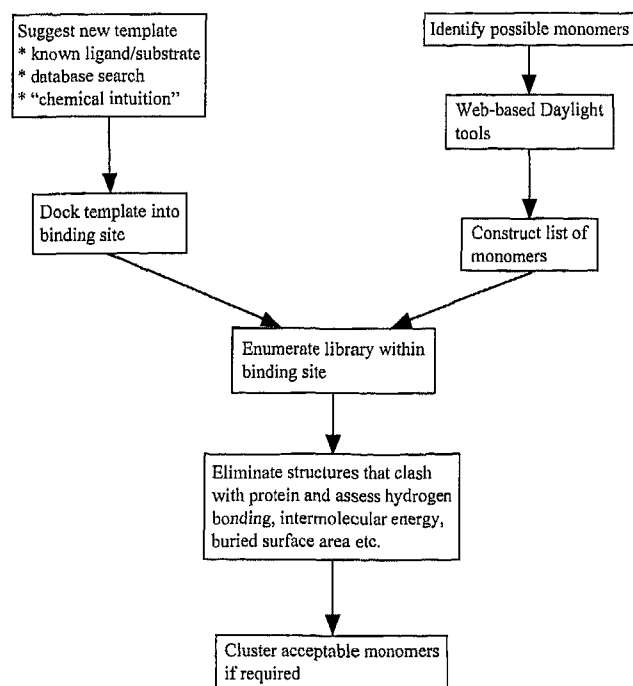 Suggest new template
* known ligand/substrate
* database search
* “chemical intuition”
Identify possible monomers
Web-based Daylight
tools
Dock template into
binding site
Construct list of
monomers
Enumerate library within
binding site
Eliminate structures that clash
with protein and assess hydrogen
bonding, intermolecular energy,
buried surface area etc.
Cluster acceptable monomers
if required